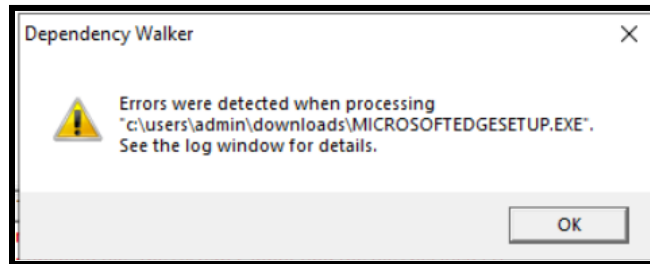 Dependency Walker
Errors were detected when processing
"c:\users\admin\downloads\MICROSOFTEDGESETUP.EXE".
See the log window for details.
OK